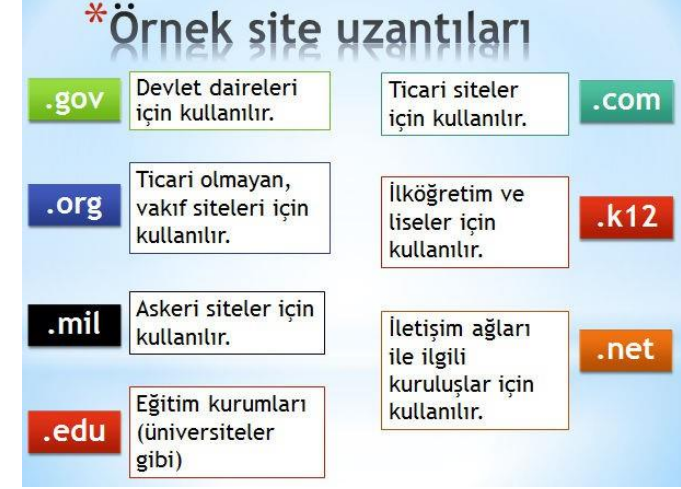 *Örnek site uzantıları
.gov
Devlet daireleri
için kullanılır.
.org
Ticari olmayan,
vakıf siteleri için
kullanılır.
.mil
Askeri siteler için
kullanılır.
.edu
Eğitim kurumları
(üniversiteler
gibi)
Ticari siteler
için kullanılır.
.com
İlköğretim ve
liseler için
kullanılır.
.k12
İletişim ağları
ile ilgili
kuruluşlar için
kullanılır.
.net